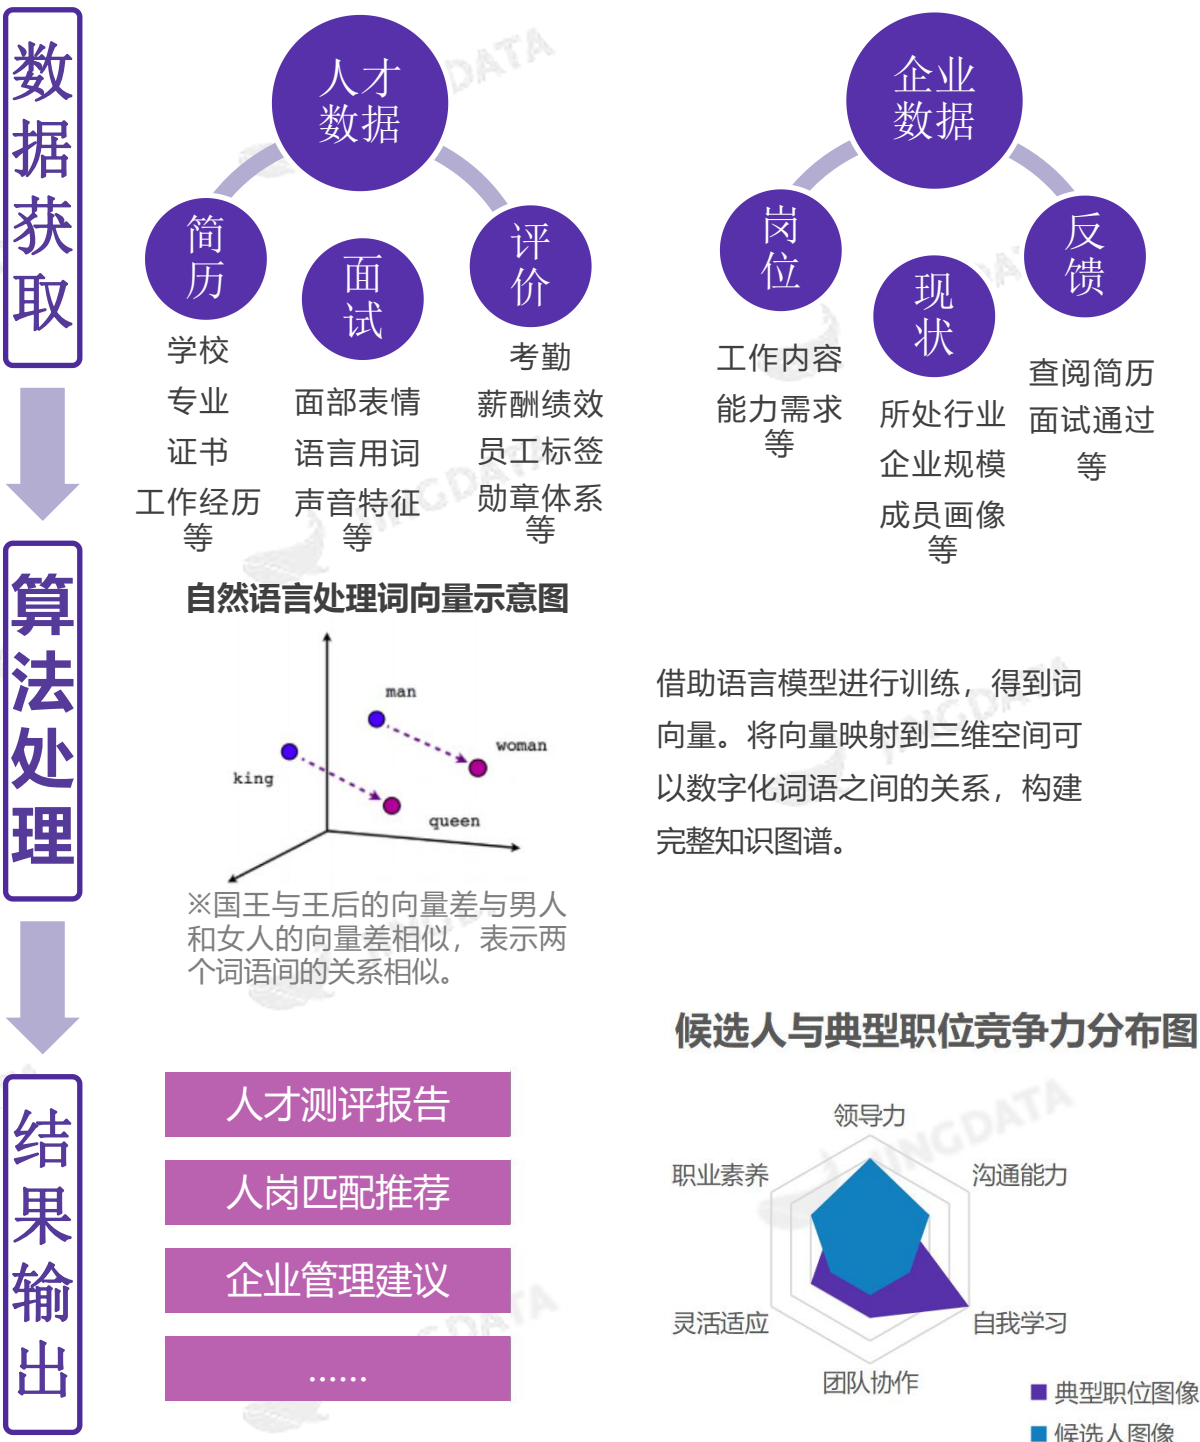 数据获取
人才
数据
简历
面试
评价
学校
专业
证书
工作经历
等
面部表情
语言用词
声音特征
等
考勤
薪酬绩效
员工标签
勋章体系
等
企业
数据
岗位
现状
反馈
工作内容
能力需求
等
所处行业
企业规模
成员画像
等
查阅简历
面试通过
等
算法处理
自然语言处理词向量示意图
man
woman
king
queen
※国王与王后的向量差与男人
和女人的向量差相似，表示两
个词语间的关系相似。
借助语言模型进行训练，得到词
向量。将向量映射到三维空间可
以数字化词语之间的关系，构建
完整知识图谱。
结果输出
人才测评报告
人岗匹配推荐
企业管理建议
……
候选人与典型职位竞争力分布图
领导力
职业素养
沟通能力
灵活适应
自我学习
团队协作
典型职位图像
候选人图像
JINGDATA